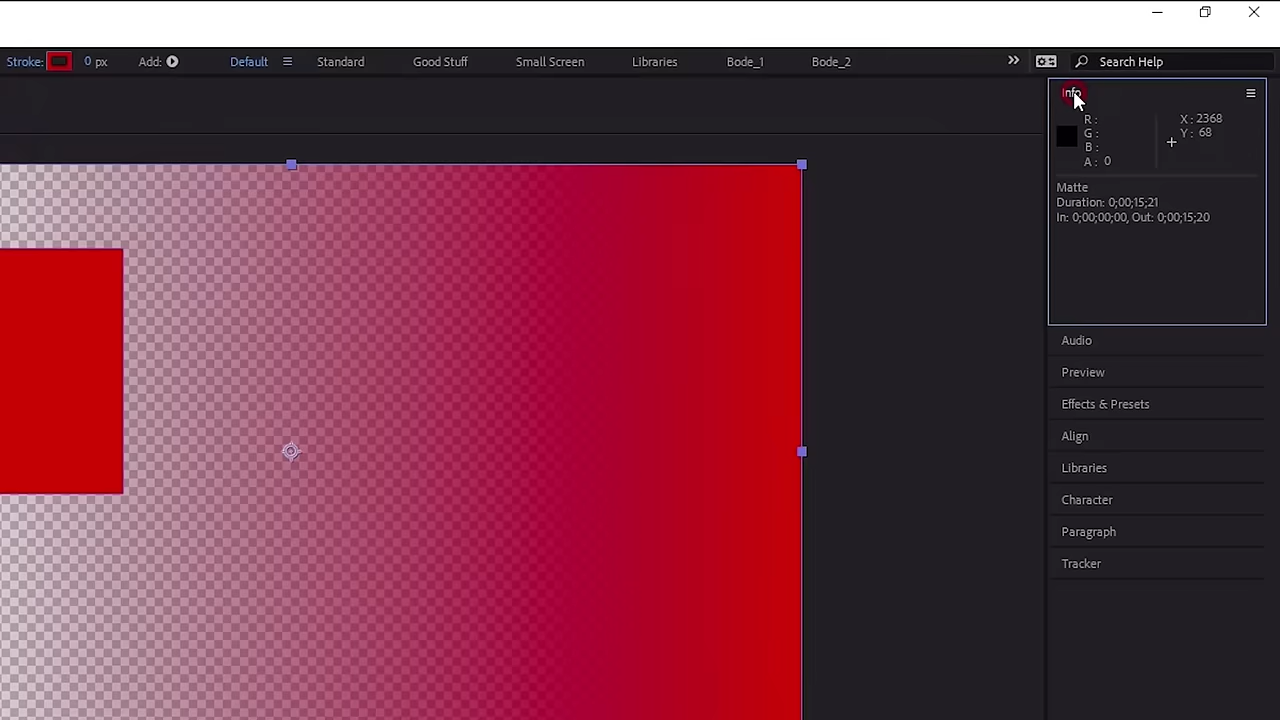 Stroke: 0 px Add: Default Standard Good Stuff Small Screen Libraries Bode_1 Bode_2 Search Help
Info
R :
G :
B :
A : 0
X : 2368
Y : 68
Matte
Duration: 0;00;15;21
In: 0;00;00;00, Out: 0;00;15;20
Audio
Preview
Effects & Presets
Align
Libraries
Character
Paragraph
Tracker